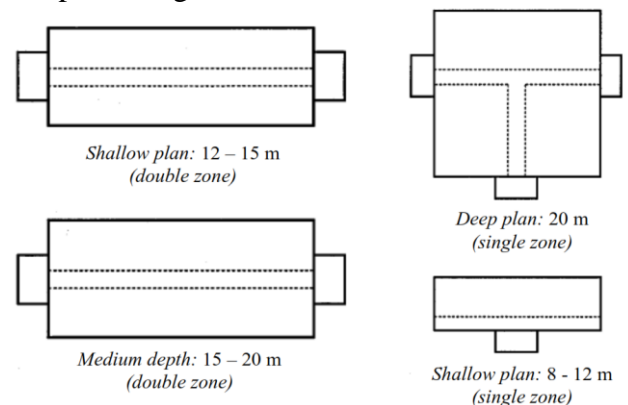 Shallow plan: 12 – 15 m
(double zone)
Deep plan: 20 m
(single zone)
Medium depth: 15 – 20 m
(double zone)
Shallow plan: 8 - 12 m
(single zone)